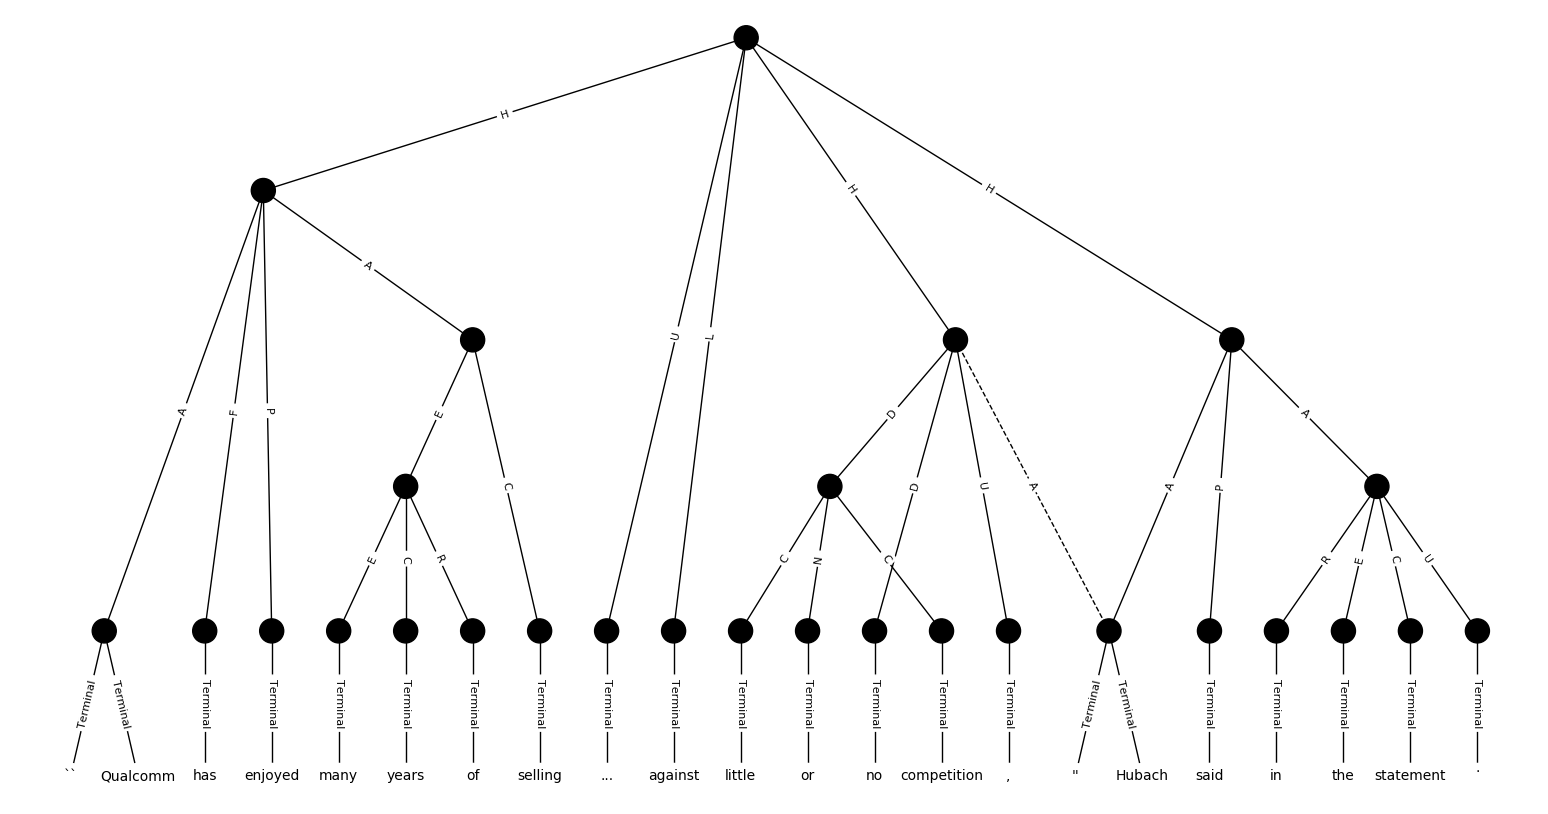 H
H
H
A
U
L
A
F
P
E
D
C
D
U
A
A
P
A
E
C
R
C
N
C
R
E
C
U
Terminal Terminal Terminal Terminal Terminal Terminal Terminal Terminal Terminal Terminal Terminal Terminal Terminal Terminal Terminal Terminal Terminal Terminal Terminal Terminal Terminal Terminal
`` Qualcomm has enjoyed many years of selling ... against little or no competition , " Hubach said in the statement .